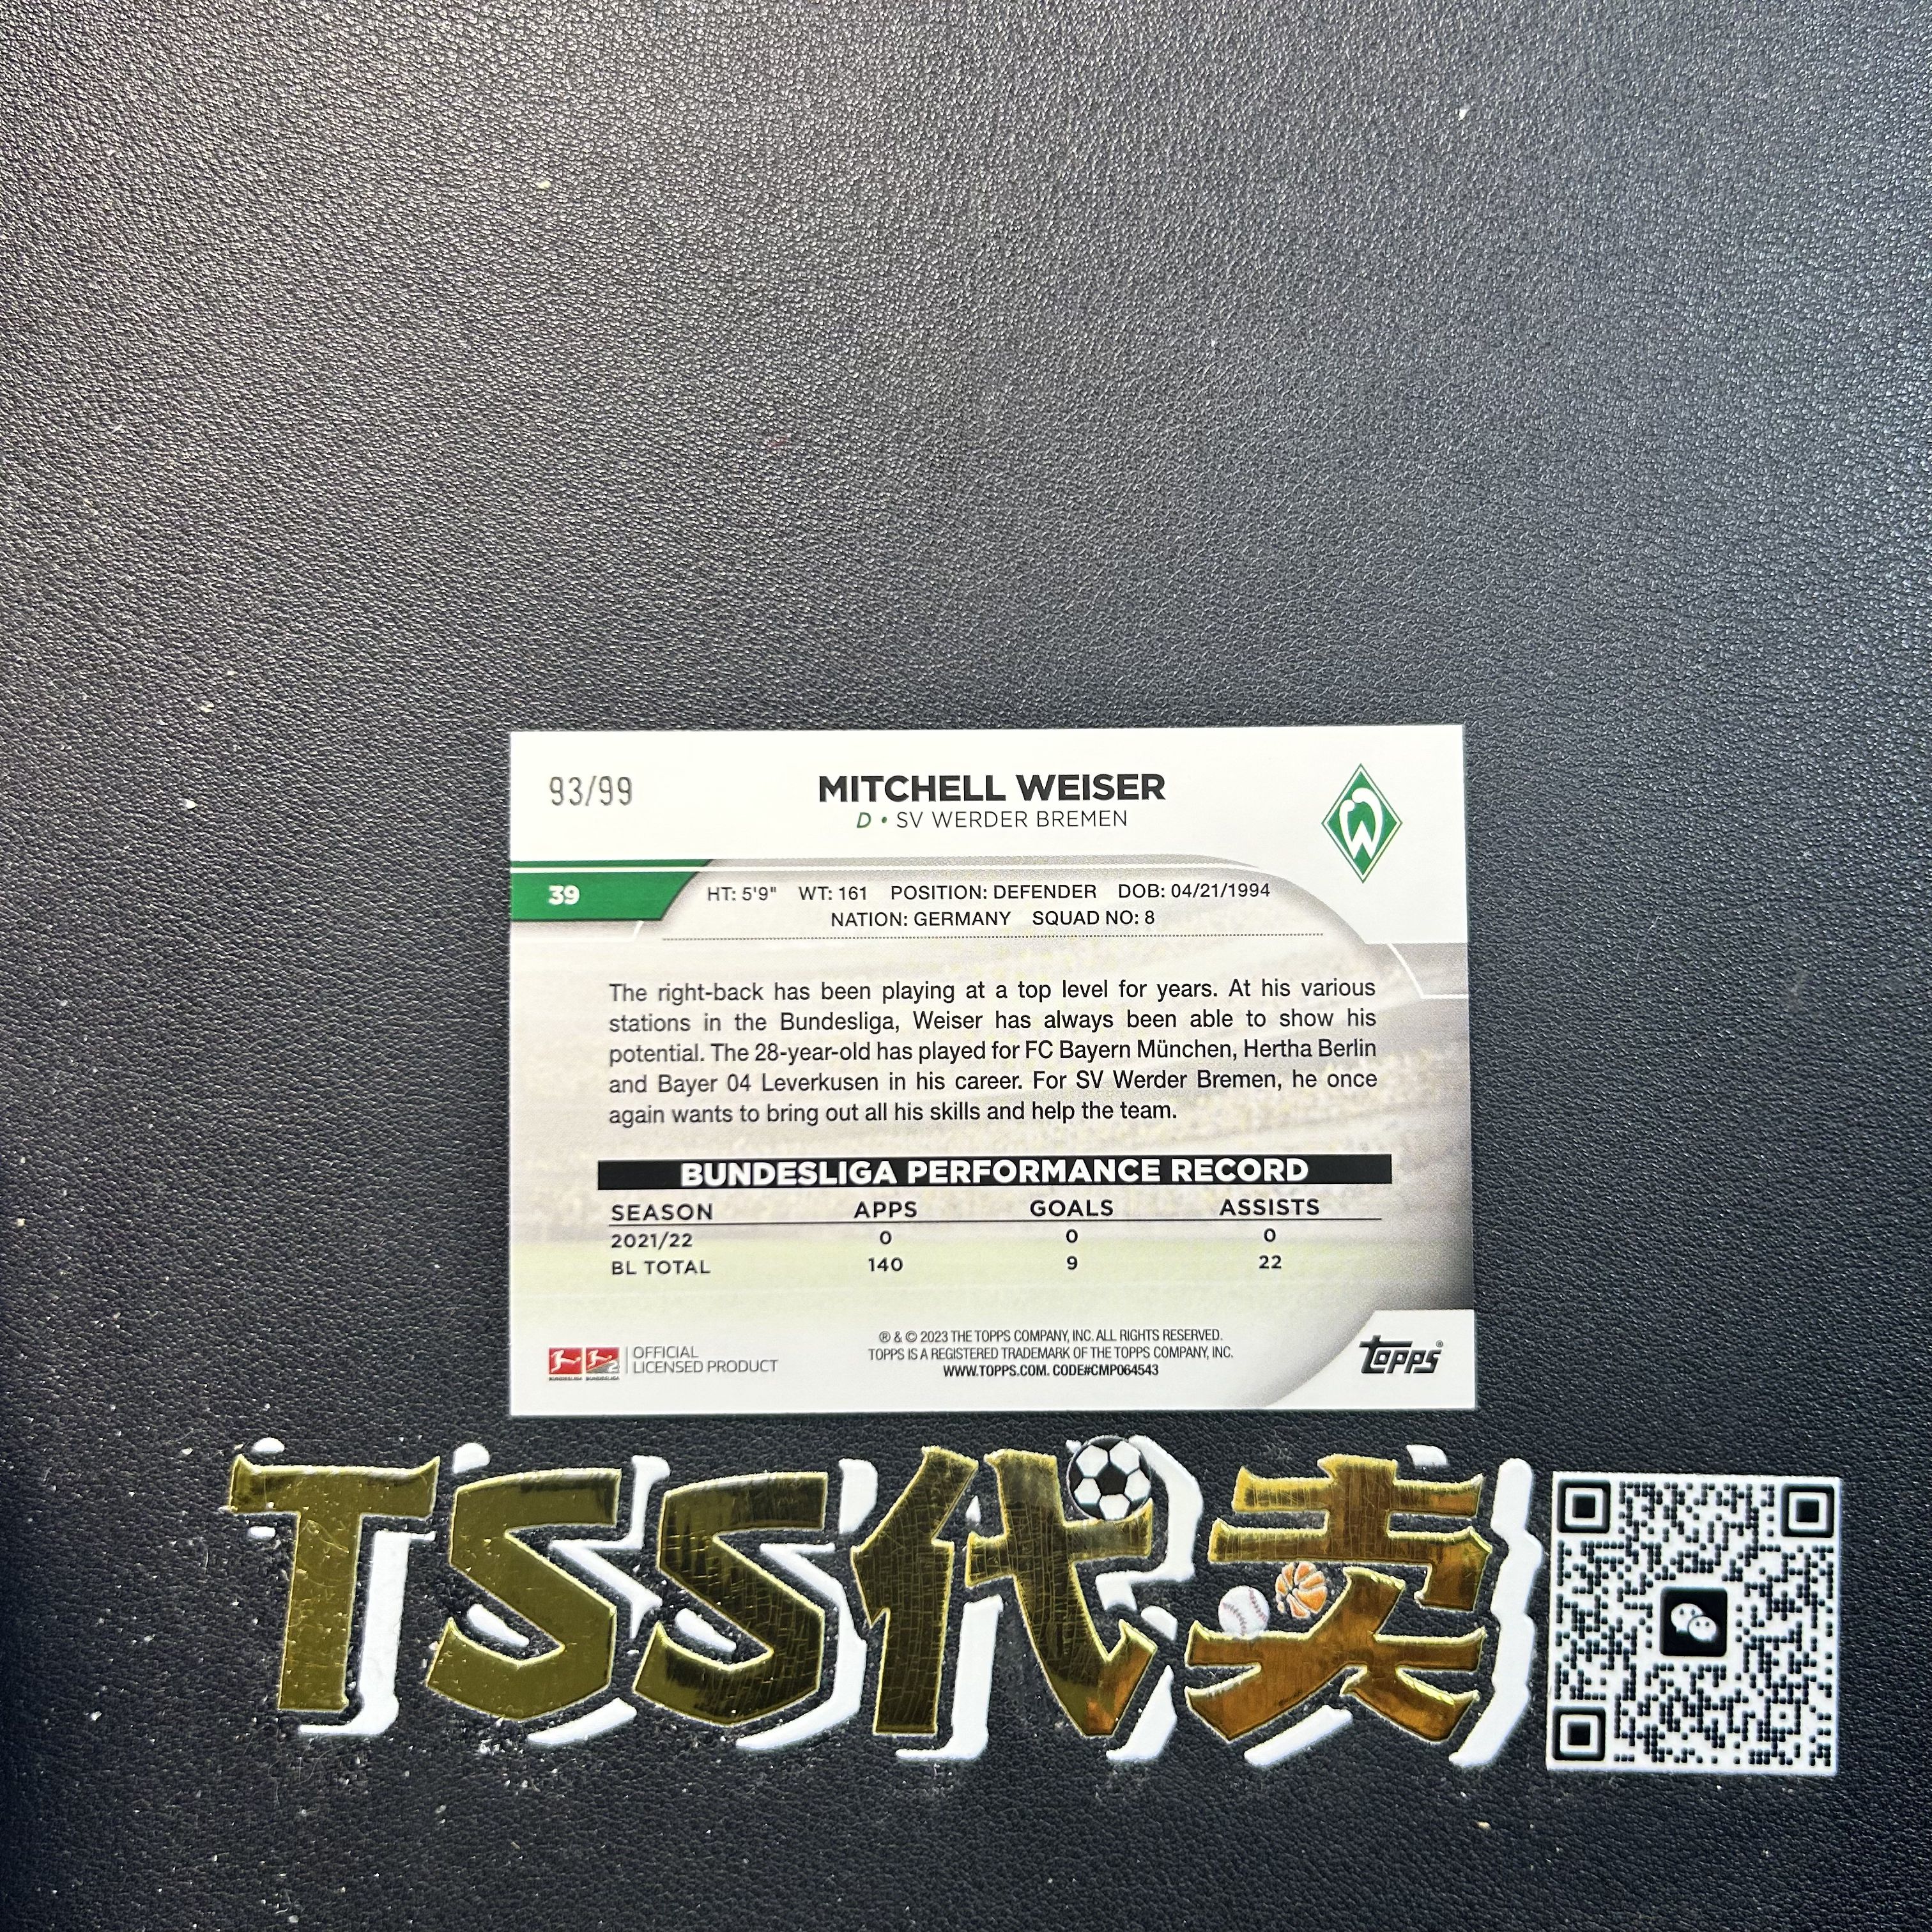 93/99
MITCHELL WEISER
D • SV WERDER BREMEN
39
HT: 5'9" WT: 161 POSITION: DEFENDER DOB: 04/21/1994
NATION: GERMANY SQUAD NO: 8
The right-back has been playing at a top level for years. At his various
stations in the Bundesliga, Weiser has always been able to show his
potential. The 28-year-old has played for FC Bayern München, Hertha Berlin
and Bayer 04 Leverkusen in his career. For SV Werder Bremen, he once
again wants to bring out all his skills and help the team.
BUNDESLIGA PERFORMANCE RECORD
SEASON APPS GOALS ASSISTS
2021/22 0 0 0
BL TOTAL 140 9 22
BUNDESLIGA BUNDESLIGA
OFFICIAL
LICENSED PRODUCT
® & © 2023 THE TOPPS COMPANY, INC. ALL RIGHTS RESERVED.
TOPPS IS A REGISTERED TRADEMARK OF THE TOPPS COMPANY, INC.
WWW.TOPPS.COM. CODE#CMP064543
topps®
TSS代卖